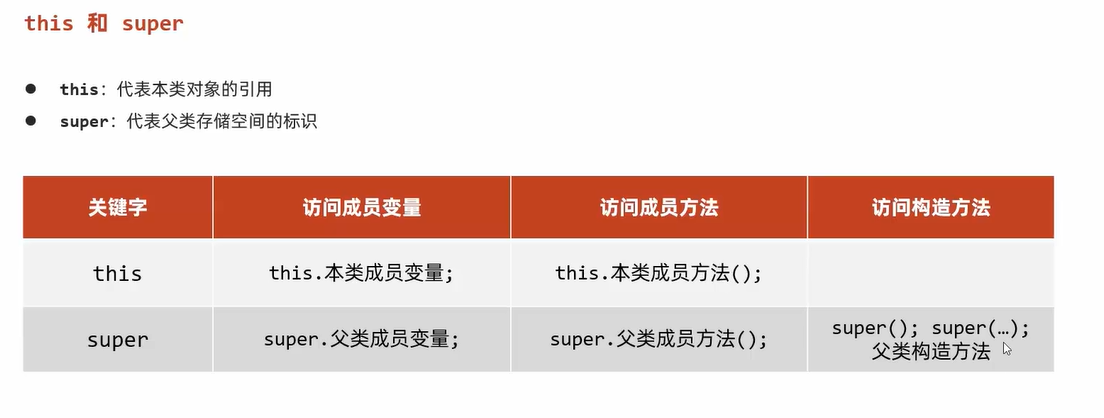 this 和 super
● this：代表本类对象的引用
● super：代表父类存储空间的标识
关键字 访问成员变量 访问成员方法 访问构造方法
this this.本类成员变量; this.本类成员方法();
super super.父类成员变量; super.父类成员方法(); super(); super(…);
父类构造方法